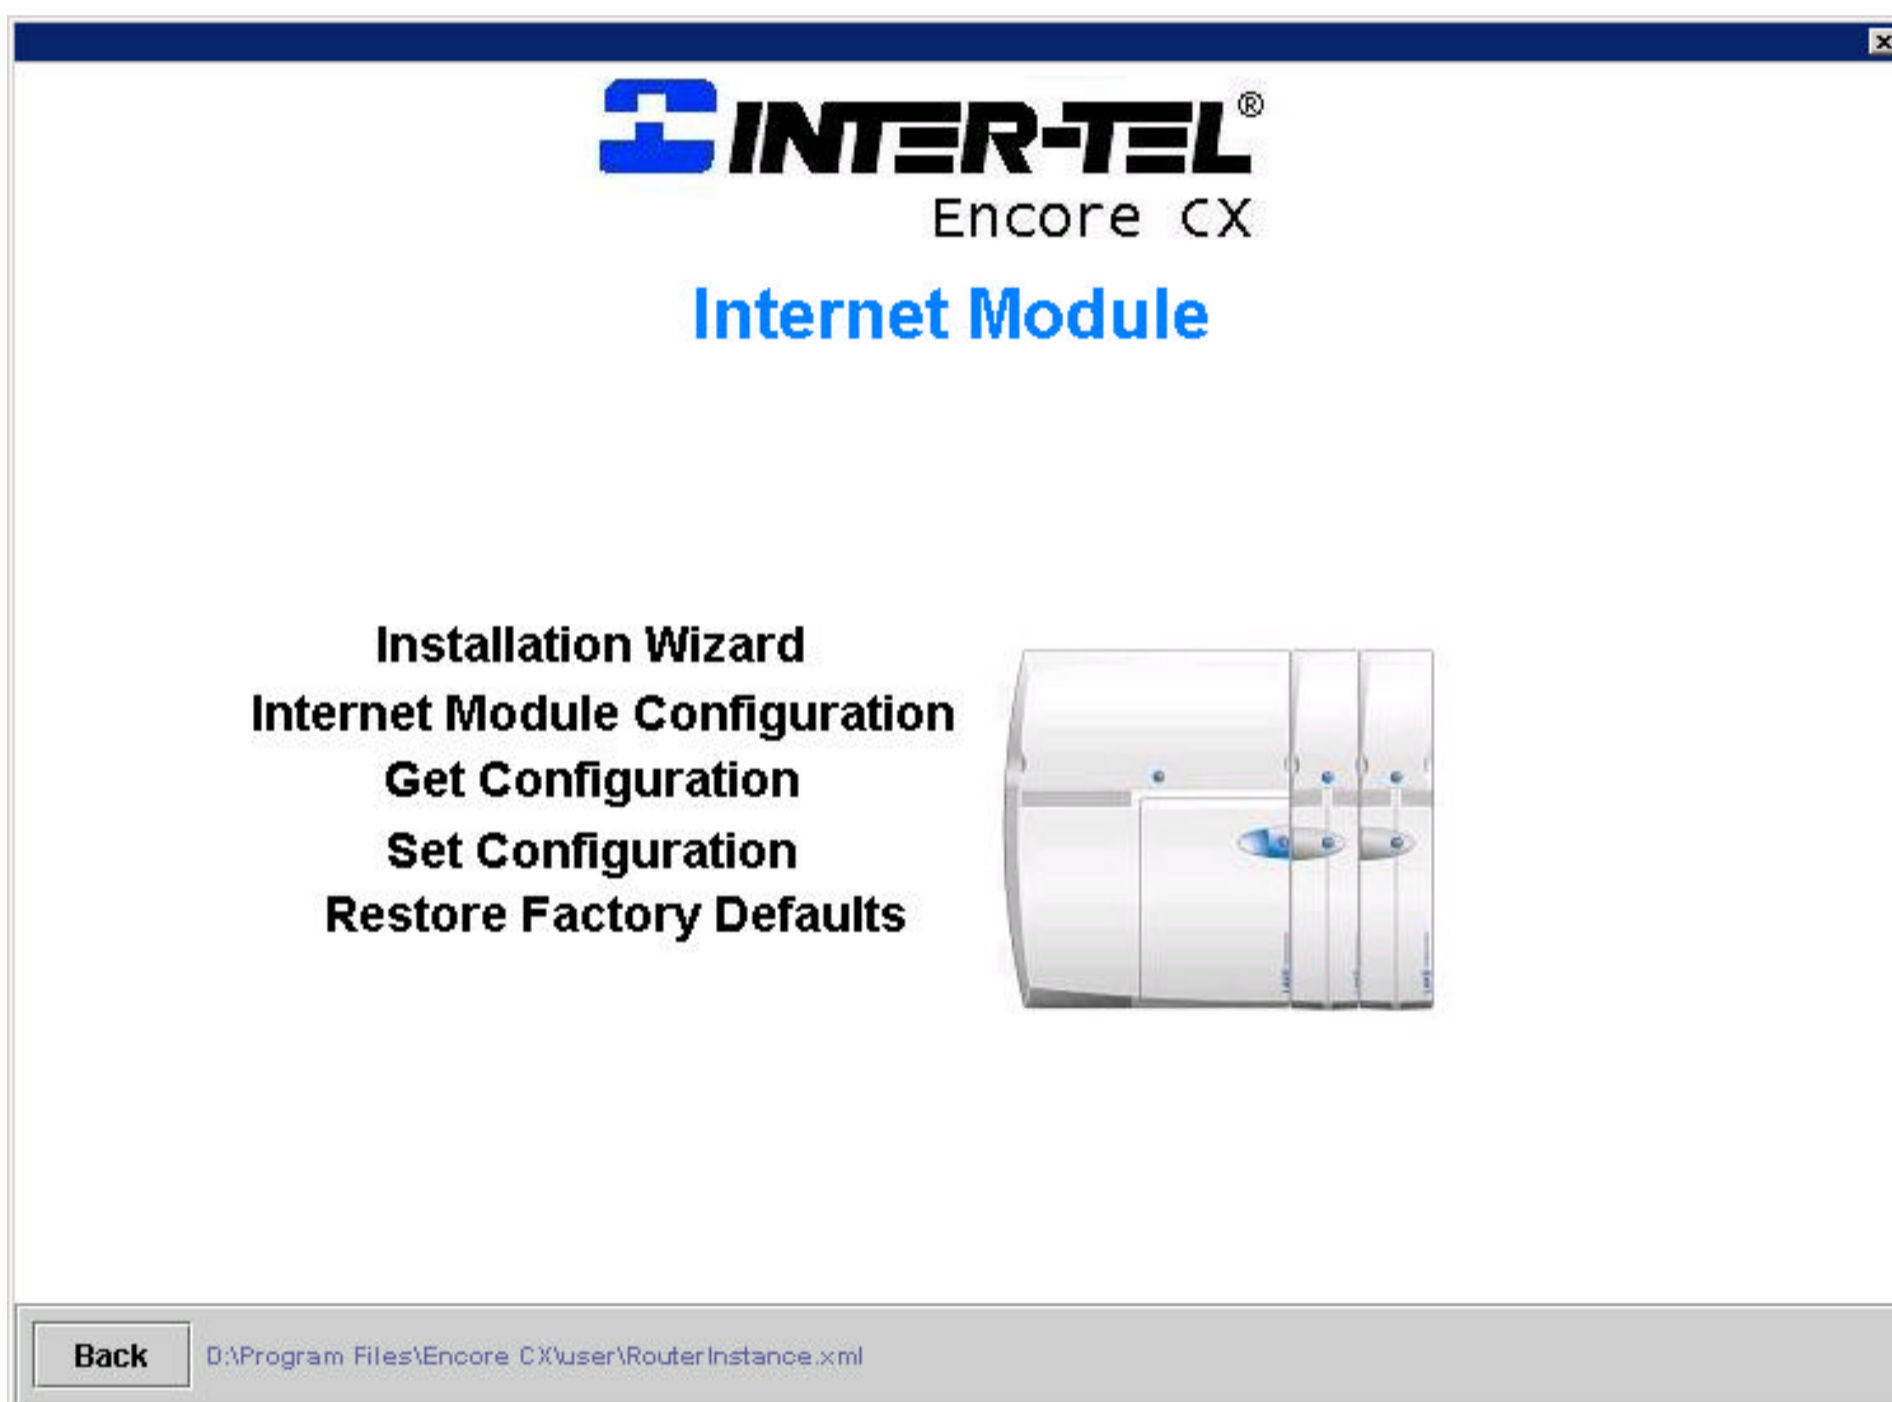 INTER-TEL®
Encore CX
Internet Module
Installation Wizard
Internet Module Configuration
Get Configuration
Set Configuration
Restore Factory Defaults
Back
D:\Program Files\Encore CX\user\RouterInstance.xml